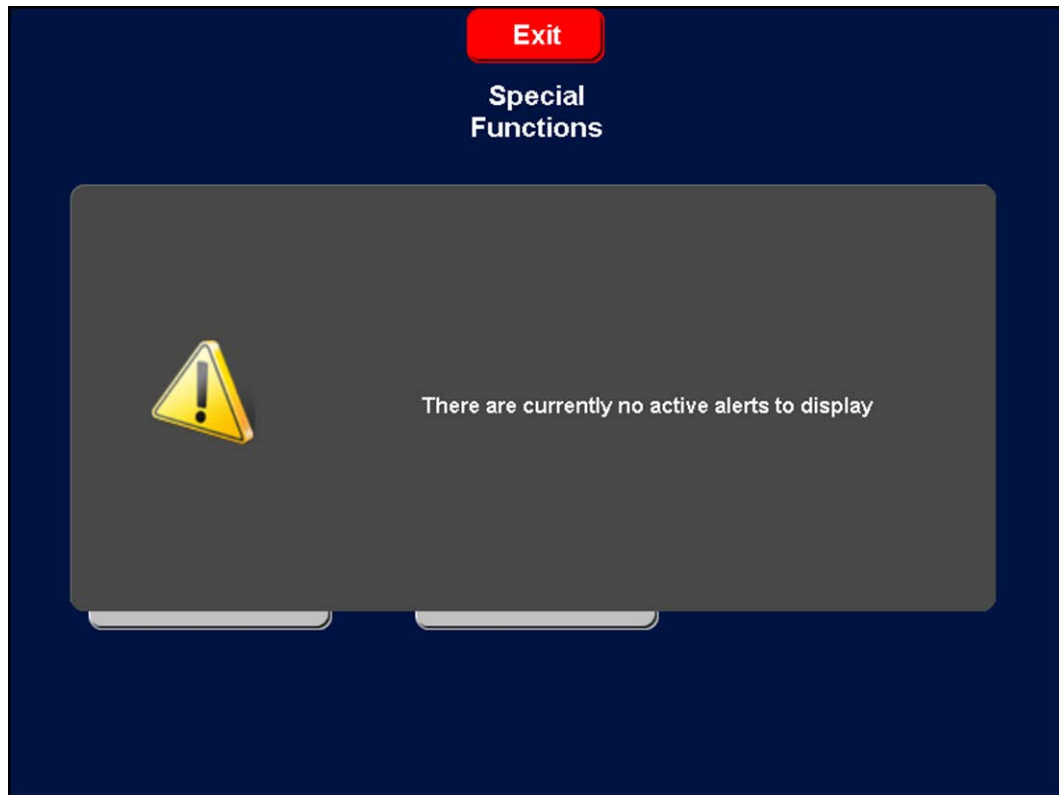 Exit
Special
Functions
There are currently no active alerts to display